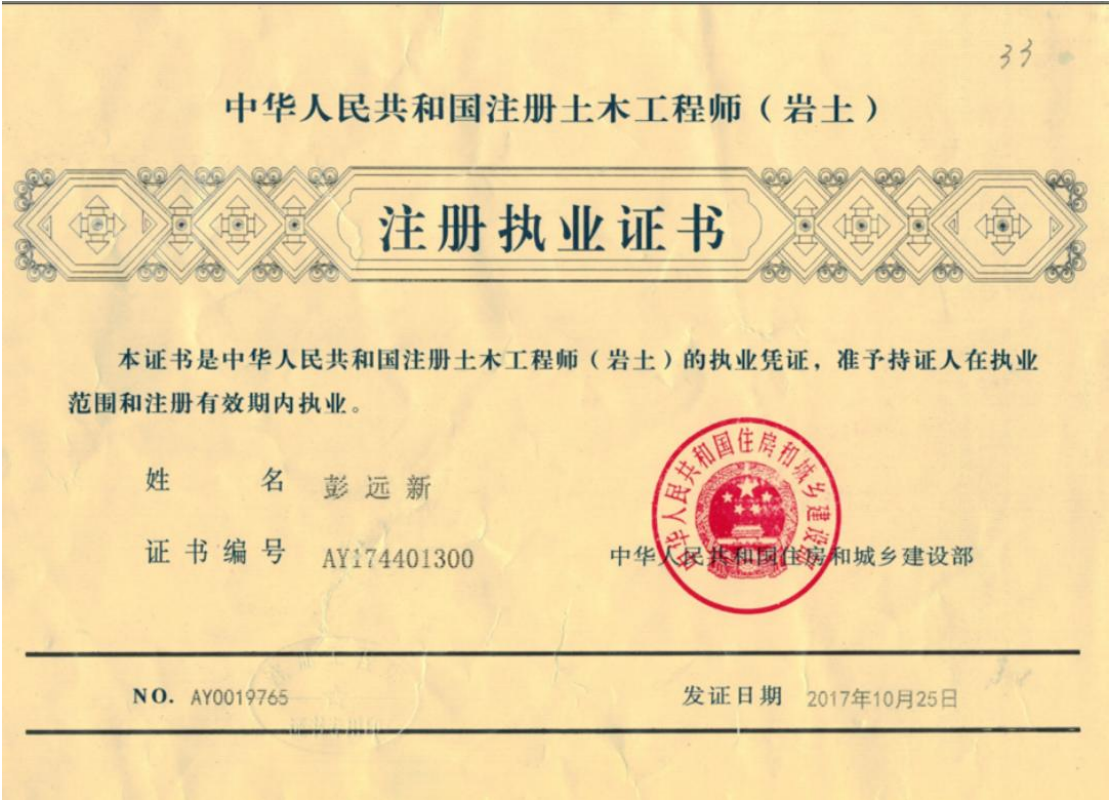 33
中华人民共和国注册土木工程师（岩土）
注册执业证书
本证书是中华人民共和国注册土木工程师（岩土）的执业凭证，准予持证人在执业
范围和注册有效期内执业。
姓 名 彭远新
证书编号 AY174401300
中华人民共和国住房和城乡建设部
中华人民共和国住房和城乡建设部
NO. AY0019765
发证日期 2017年10月25日